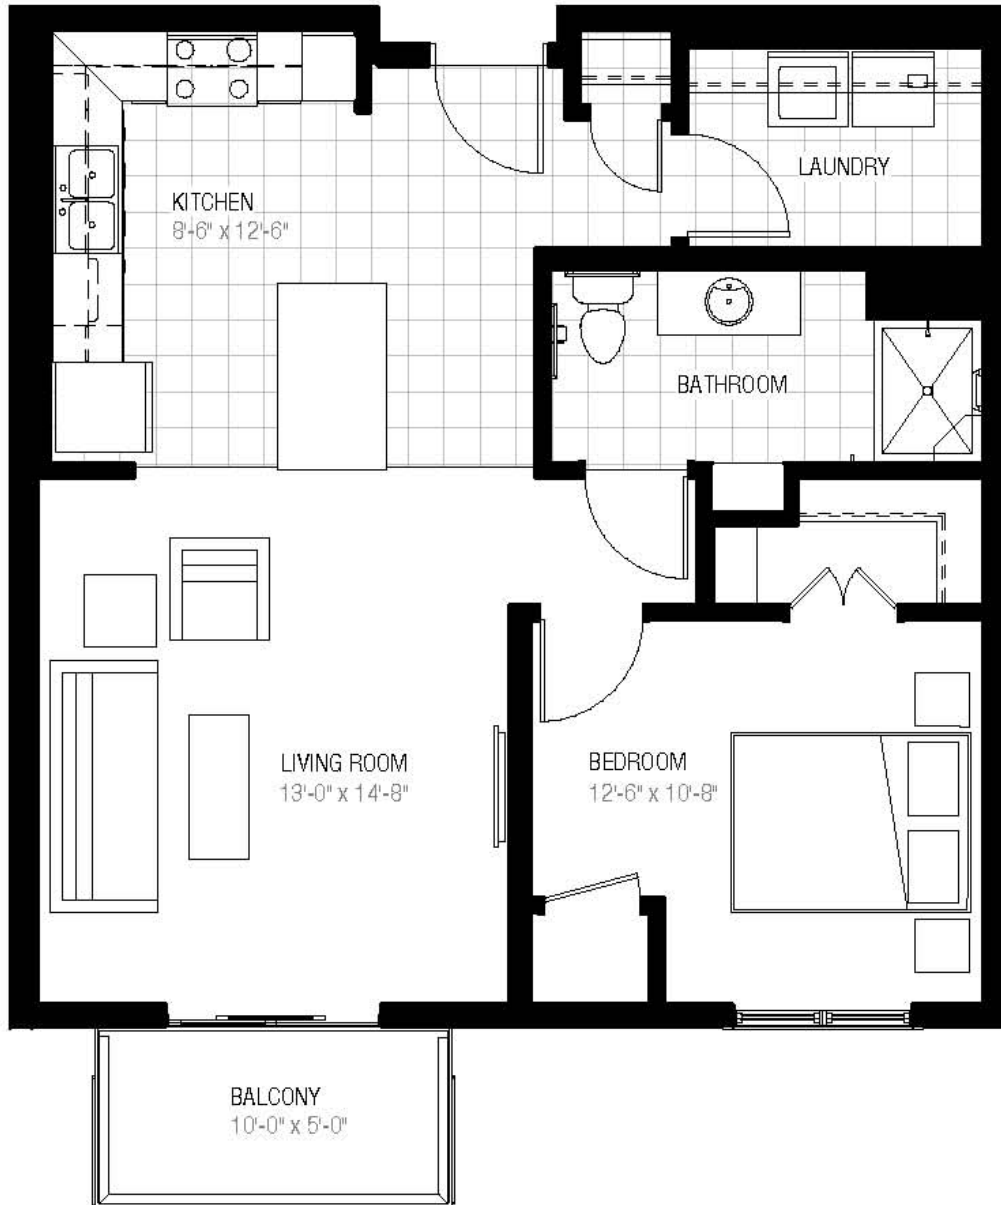 LAUNDRY
KITCHEN
8'-6" x 12'-6"
BATHROOM
LIVING ROOM
13'-0" x 14'-8"
BEDROOM
12'-6" x 10'-8"
BALCONY
10'-0" x 5'-0"